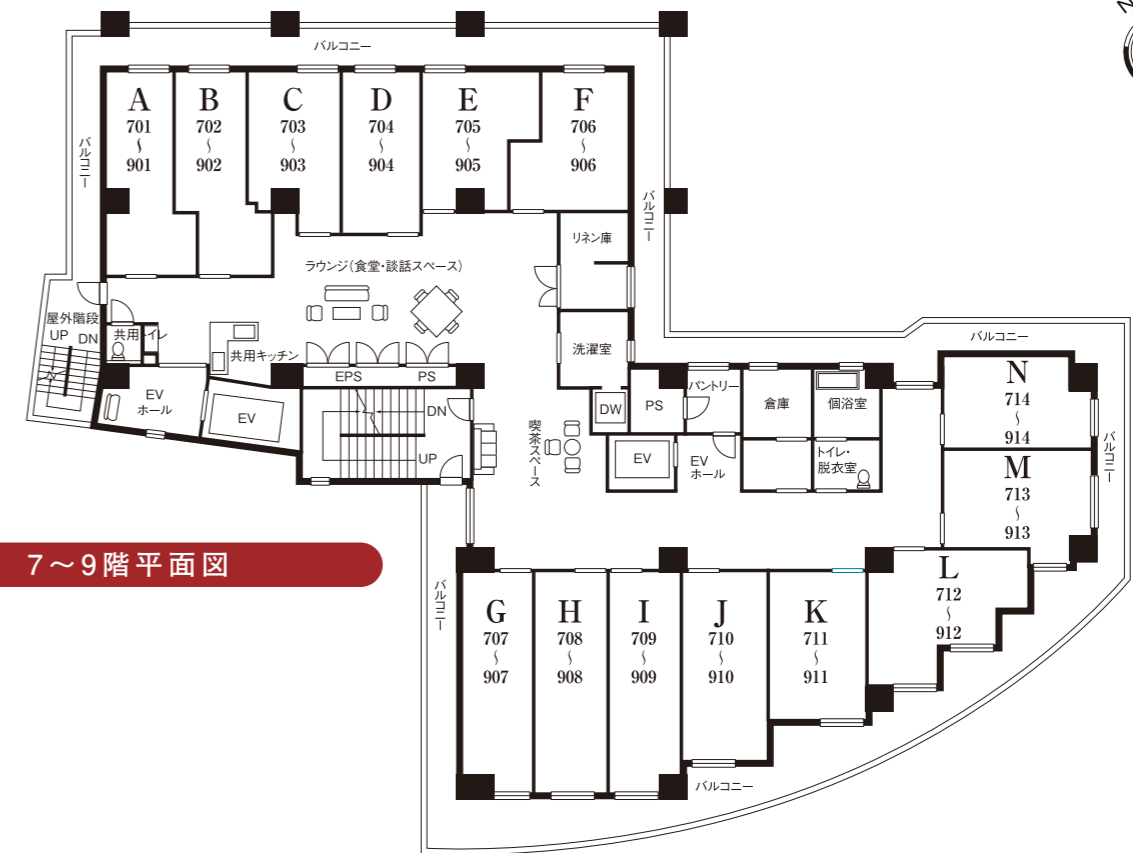 N
バルコニー
バルコニー
A
701
〜
901
B
702
〜
902
C
703
〜
903
D
704
〜
904
E
705
〜
905
F
706
〜
906
バルコニー
リネン庫
ラウンジ(食堂・談話スペース)
屋外階段
UP DN
共用トイレ
共用キッチン
洗濯室
EPS
PS
EV
ホール
EV
DN
UP
喫茶スペース
DW
PS
パントリー
倉庫
個浴室
EV
EV
ホール
トイレ・
脱衣室
バルコニー
N
714
〜
914
M
713
〜
913
バルコニー
L
712
〜
912
7〜9階平面図
バルコニー
G
707
〜
907
H
708
〜
908
I
709
〜
909
J
710
〜
910
K
711
〜
911
バルコニー